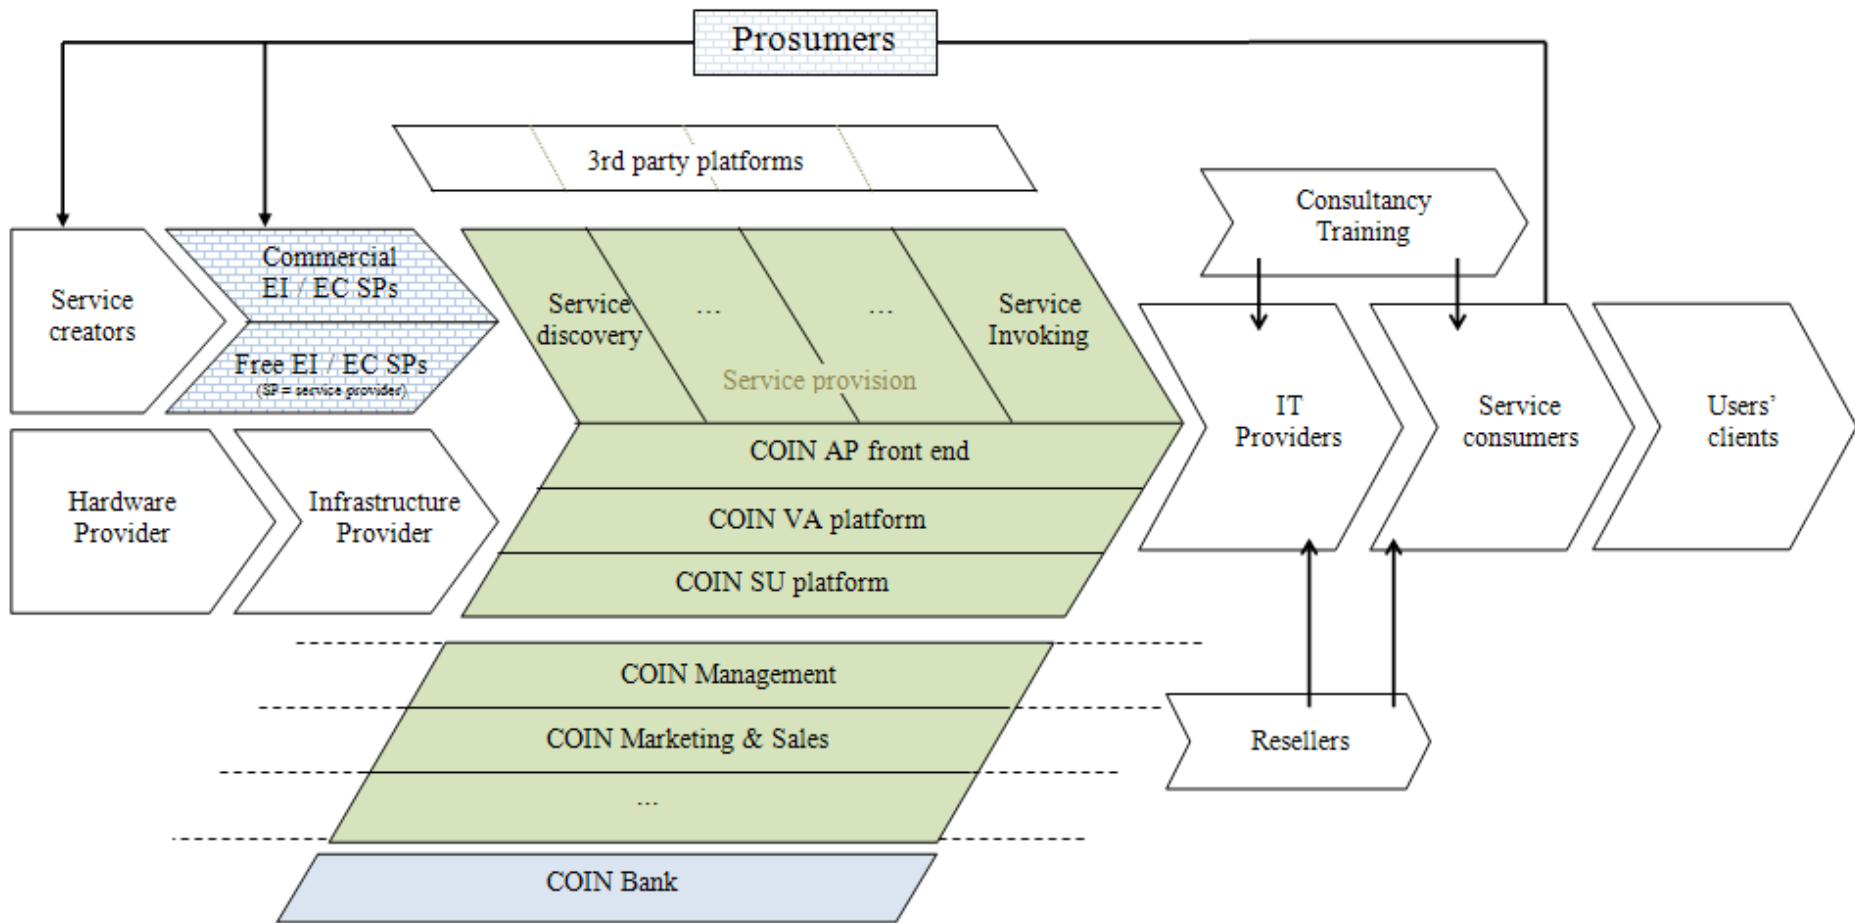 Prosumers
3rd party platforms
Consultancy
Training
Commercial
EI / EC SPs
Service
creators
Free EI / EC SPs
(SP = service provider)
Service
discovery
...
...
Service
Invoking
Service provision
IT
Providers
Service
consumers
Users’
clients
COIN AP front end
Hardware
Provider
Infrastructure
Provider
COIN VA platform
COIN SU platform
COIN Management
COIN Marketing & Sales
...
Resellers
COIN Bank